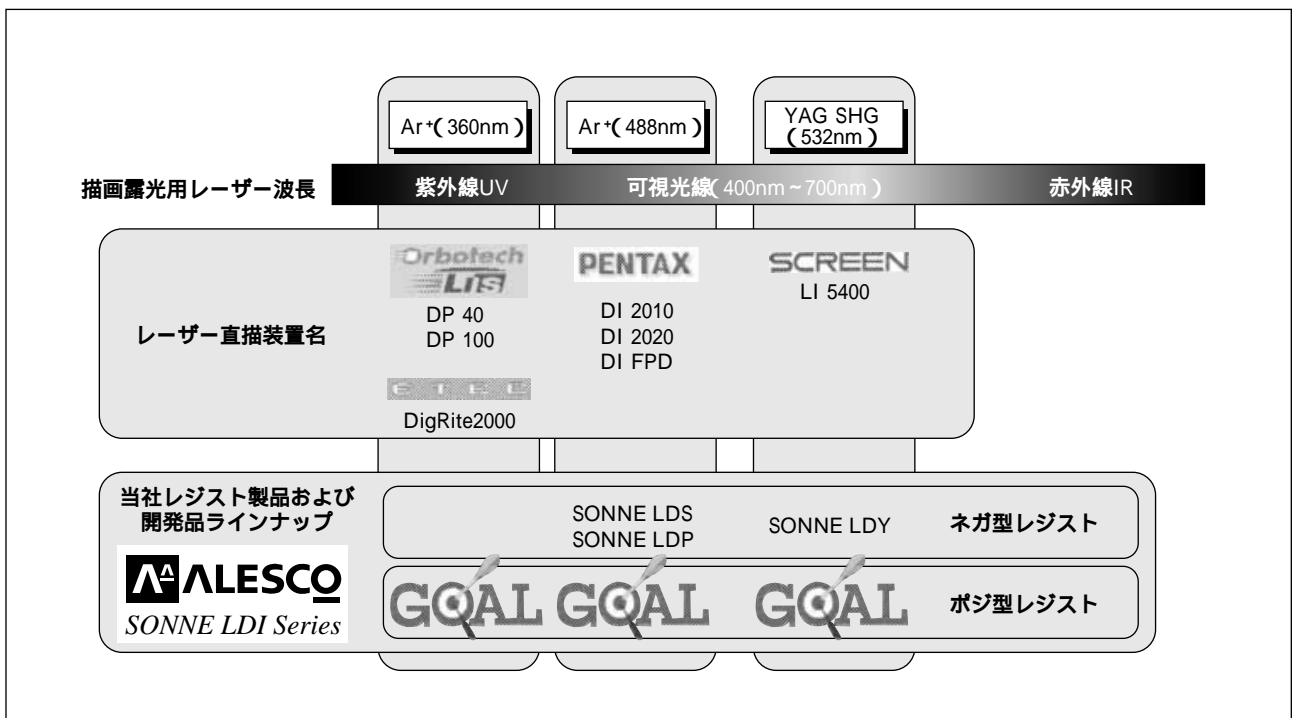 Ar⁺(360nm)
Ar⁺(488nm)
YAG SHG
(532nm)
描画露光用レーザー波長
紫外線UV
可視光線(400nm~700nm)
赤外線IR
レーザー直描装置名
Orbotech
DP 40
DP 100
ETEC
DigRite2000
PENTAX
DI 2010
DI 2020
DI FPD
SCREEN
LI 5400
当社レジスト製品および
開発品ラインナップ
ALESCO
SONNE LDI Series
SONNE LDS
SONNE LDP
SONNE LDY
ネガ型レジスト
GOAL
GOAL
GOAL
ポジ型レジスト